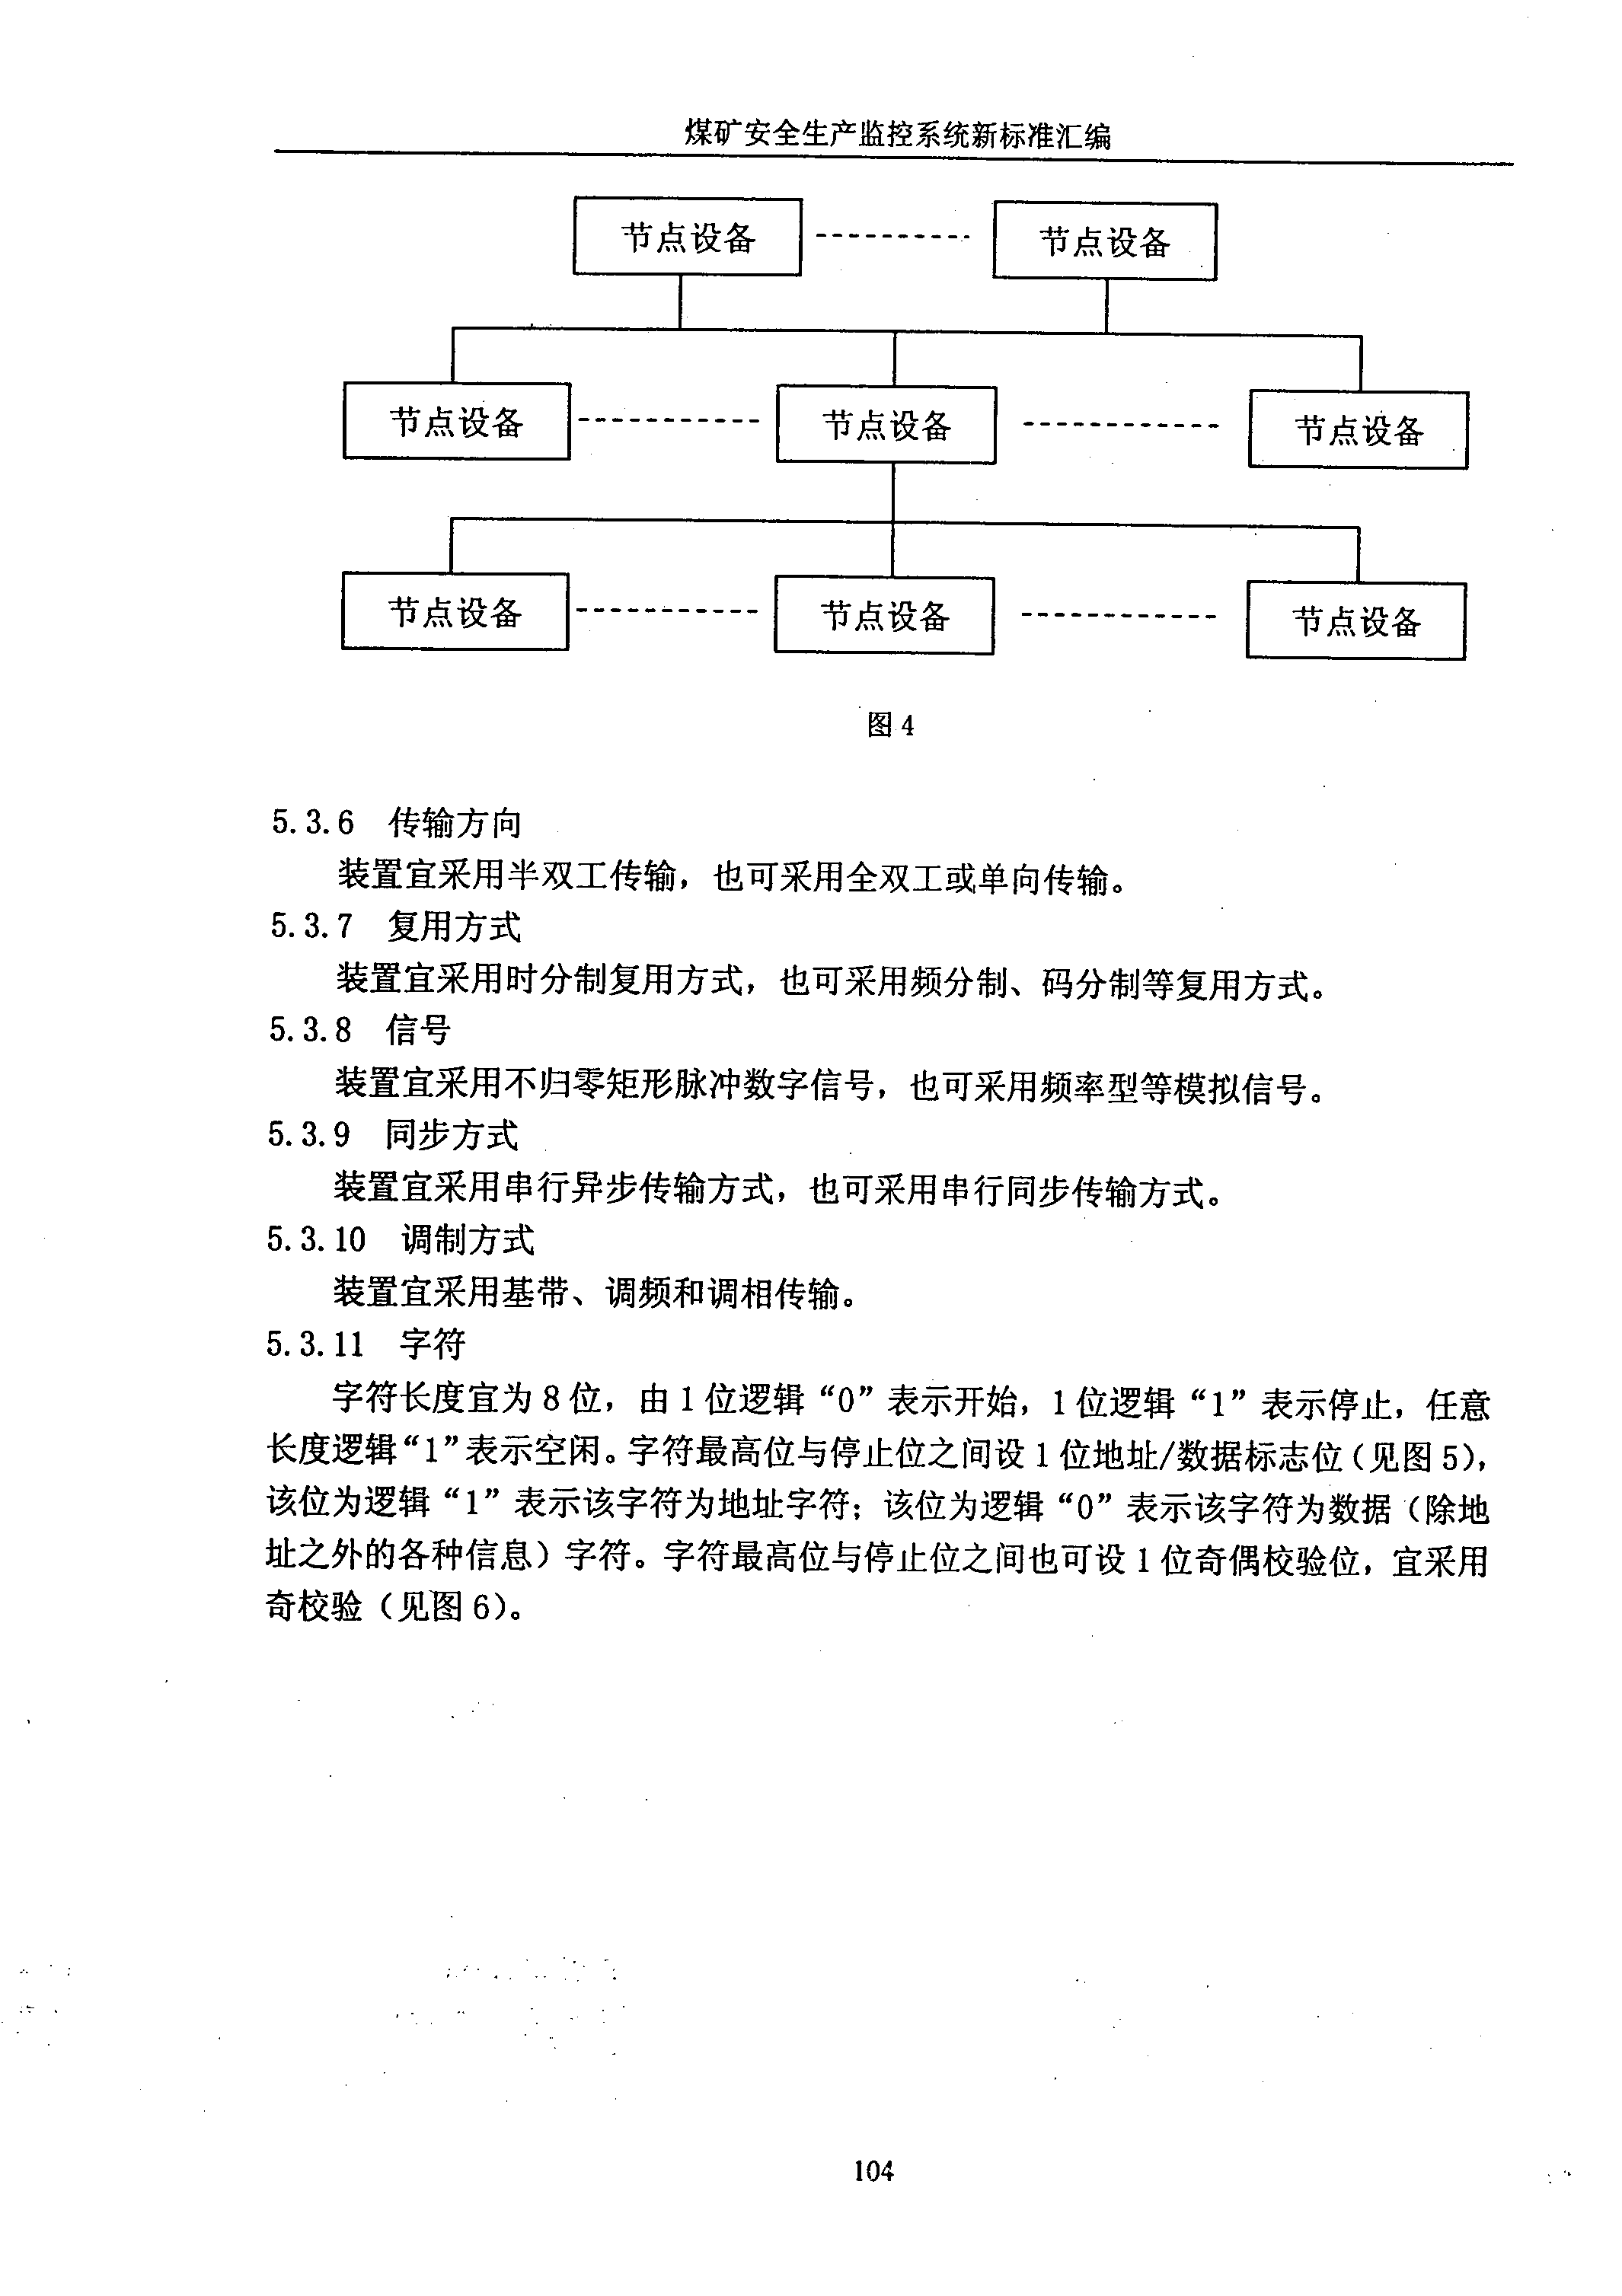 煤矿安全生产监控系统新标准汇编
节点设备 节点设备
节点设备 节点设备 节点设备
节点设备 节点设备 节点设备
图 4
5.3.6 传输方向
装置宜采用半双工传输，也可采用全双工或单向传输。
5.3.7 复用方式
装置宜采用时分制复用方式，也可采用频分制、码分制等复用方式。
5.3.8 信号
装置宜采用不归零矩形脉冲数字信号，也可采用频率型等模拟信号。
5.3.9 同步方式
装置宜采用串行异步传输方式，也可采用串行同步传输方式。
5.3.10 调制方式
装置宜采用基带、调频和调相传输。
5.3.11 字符
字符长度宜为 8 位，由 1 位逻辑“0”表示开始，1 位逻辑“1”表示停止，任意
长度逻辑“1”表示空闲。字符最高位与停止位之间设 1 位地址/数据标志位（见图 5），
该位为逻辑“1”表示该字符为地址字符；该位为逻辑“0”表示该字符为数据（除地
址之外的各种信息）字符。字符最高位与停止位之间也可设 1 位奇偶校验位，宜采用
奇校验（见图 6）。
104